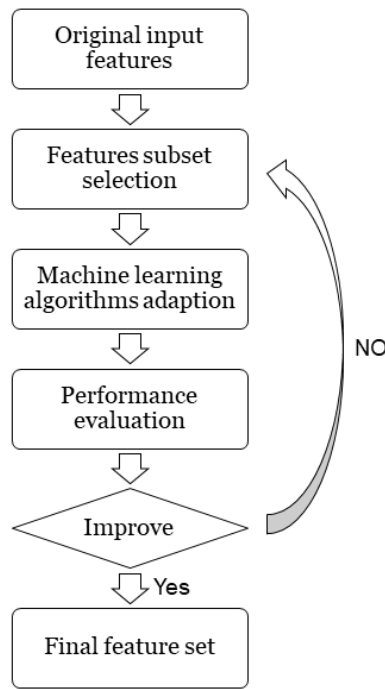 Original input
features
Features subset
selection
Machine learning
algorithms adaption
Performance
evaluation
NO
Improve
Yes
Final feature set